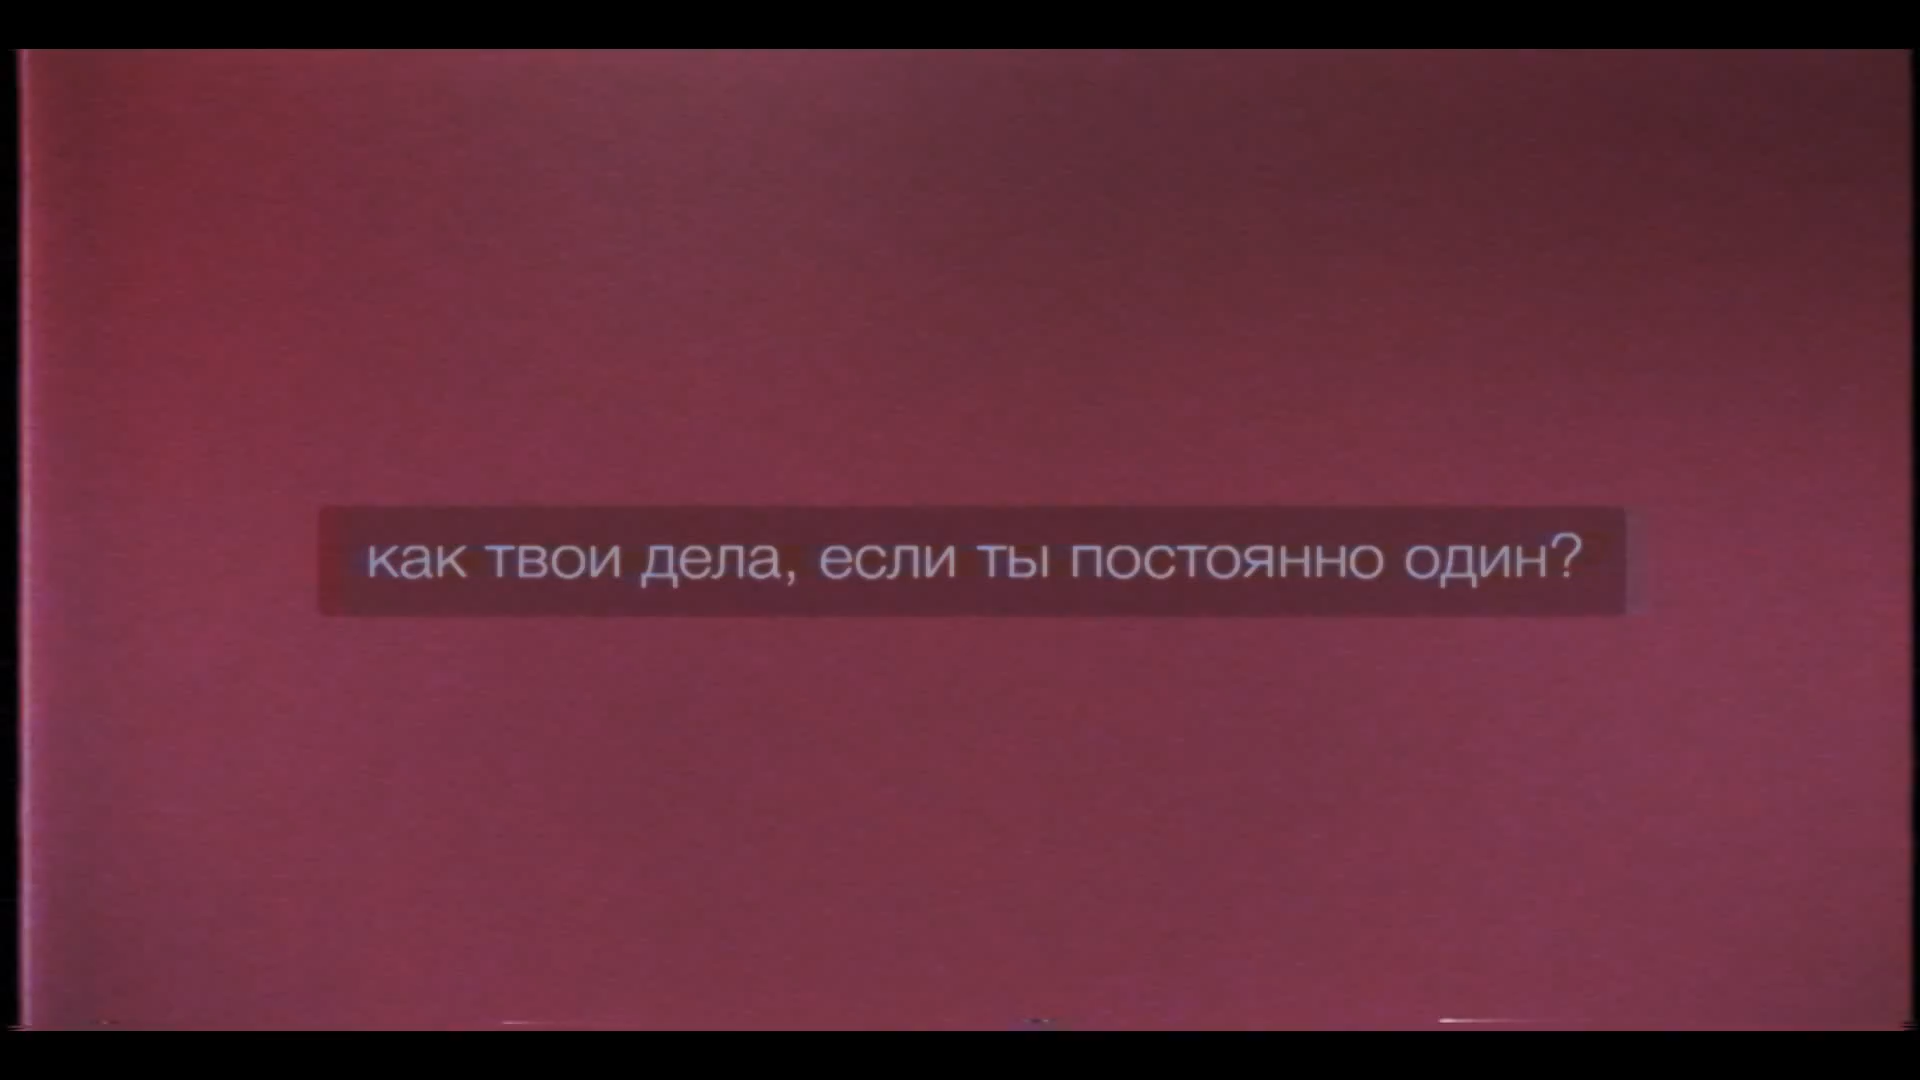 как твои дела, если ты постоянно один?